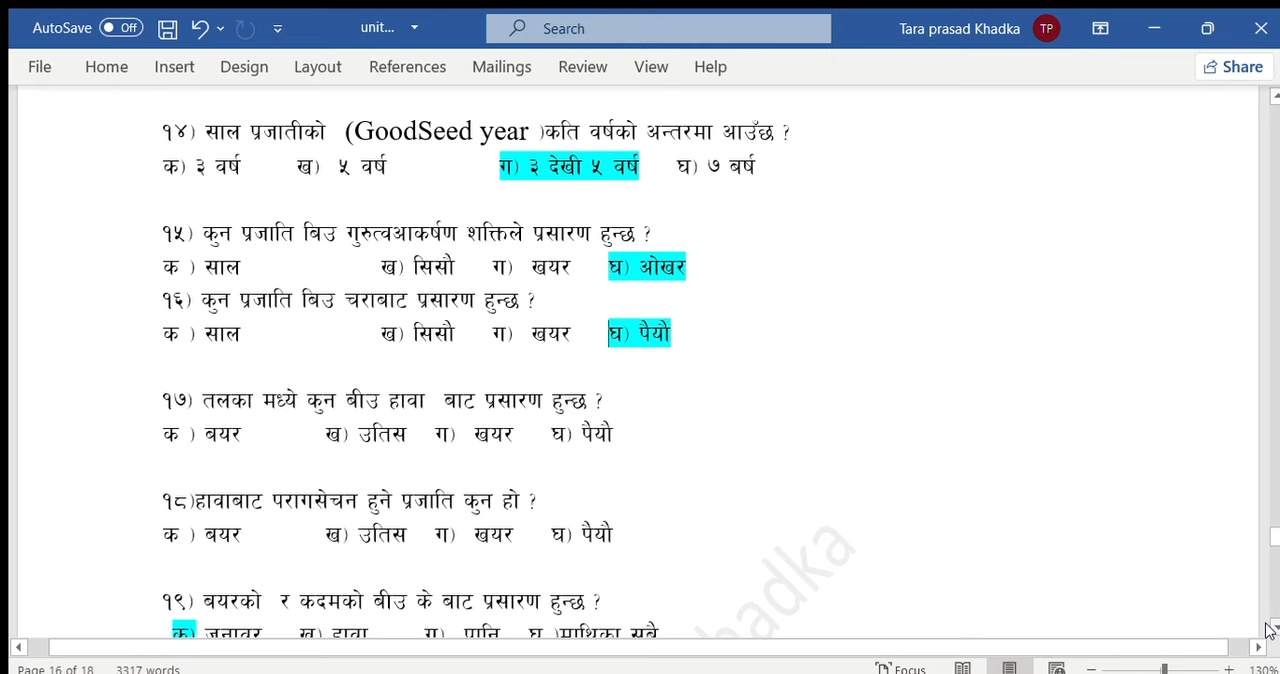 AutoSave Off unit... Search Tara prasad Khadka TP
File Home Insert Design Layout References Mailings Review View Help Share
१४) साल प्रजातीको (GoodSeed year )कति वर्षको अन्तरमा आउँछ ?
क) ३ वर्ष ख) ५ वर्ष ग) ३ देखी ५ वर्ष घ) ७ बर्ष
१५) कुन प्रजाति बिउ गुरुत्वआकर्षण शक्तिले प्रसारण हुन्छ ?
क ) साल ख) सिसौ ग) खयर घ) ओखर
१६) कुन प्रजाति बिउ चराबाट प्रसारण हुन्छ ?
क ) साल ख) सिसौ ग) खयर घ) पैयौ
१७) तलका मध्ये कुन बीउ हावा बाट प्रसारण हुन्छ ?
क ) बयर ख) उतिस ग) खयर घ) पैयौ
१८)हावाबाट परागसेचन हुने प्रजाति कुन हो ?
क ) बयर ख) उतिस ग) खयर घ) पैयौ
१९) बयरको र कदमको बीउ के बाट प्रसारण हुन्छ ?
क) जनावर ख) हावा ग) पानि घ )माथिका सबै
Page 16 of 18 3317 words Focus 130%